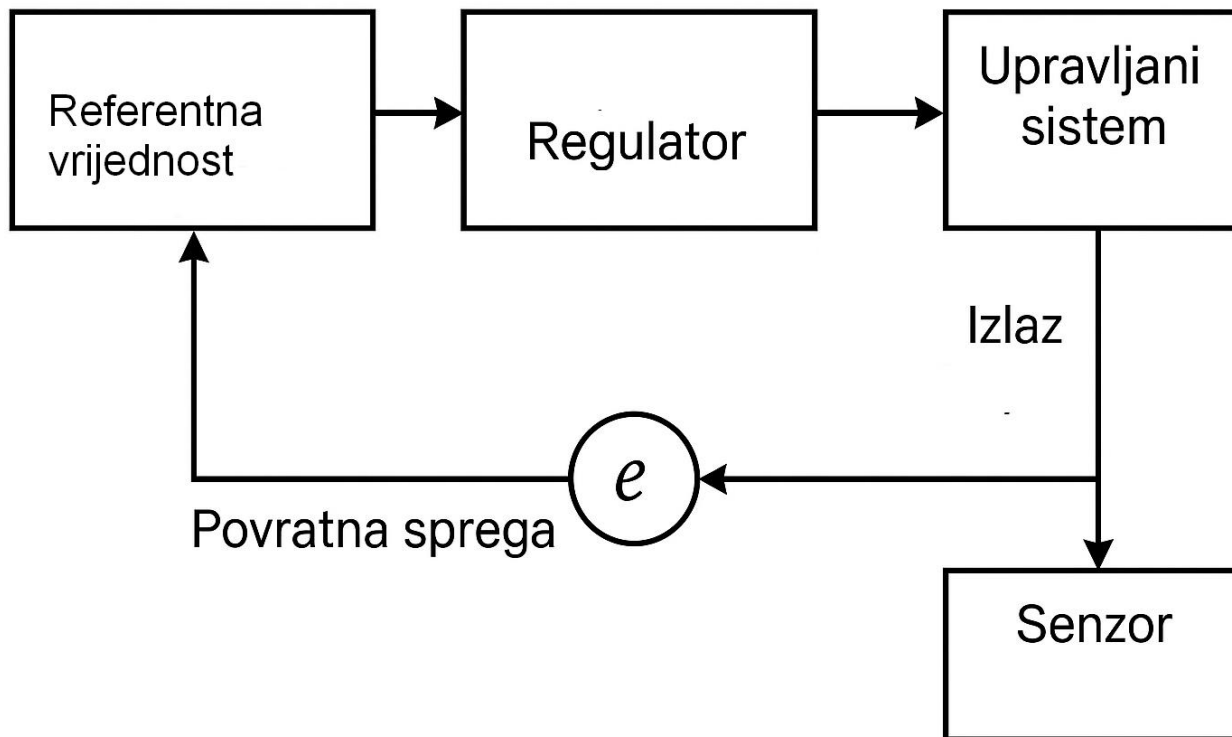 Referentna
vrijednost
Regulator
Upravljani
sistem
Izlaz
e
Povratna sprega
Senzor